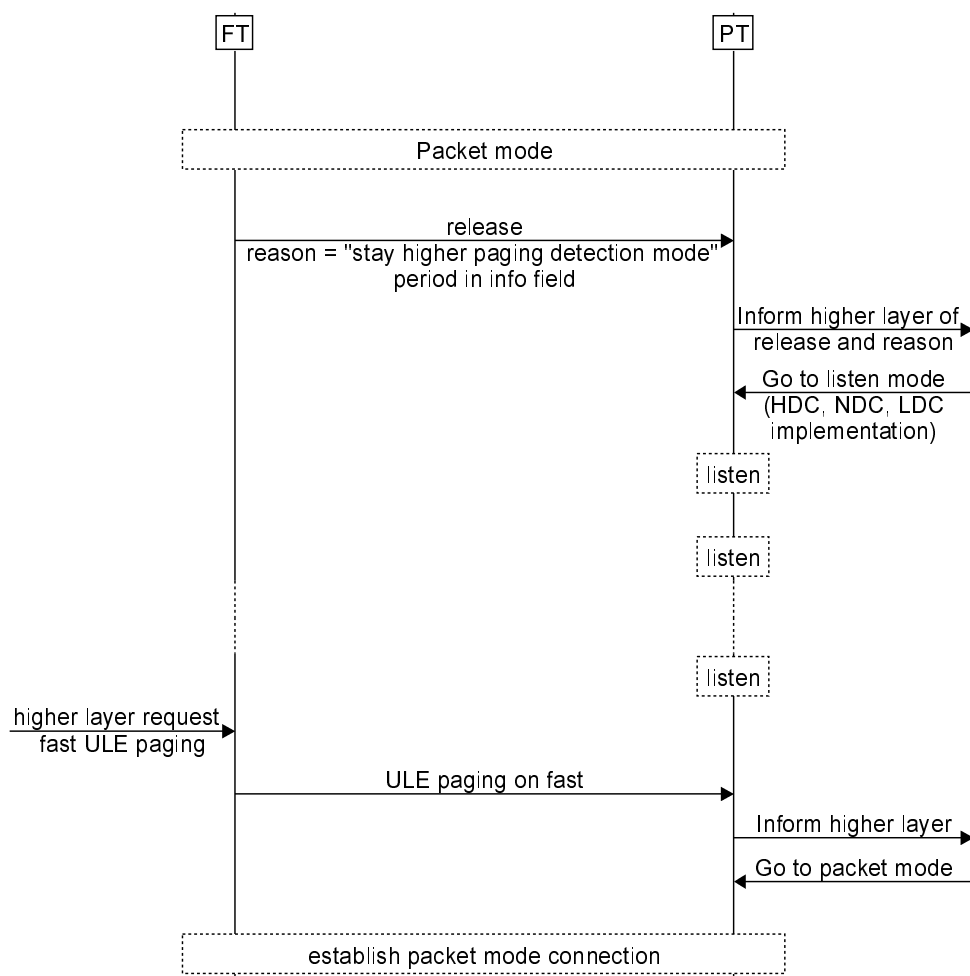 FT
PT
Packet mode
release
reason = "stay higher paging detection mode"
period in info field
Inform higher layer of
release and reason
Go to listen mode
(HDC, NDC, LDC
implementation)
listen
listen
listen
higher layer request
fast ULE paging
ULE paging on fast
Inform higher layer
Go to packet mode
establish packet mode connection